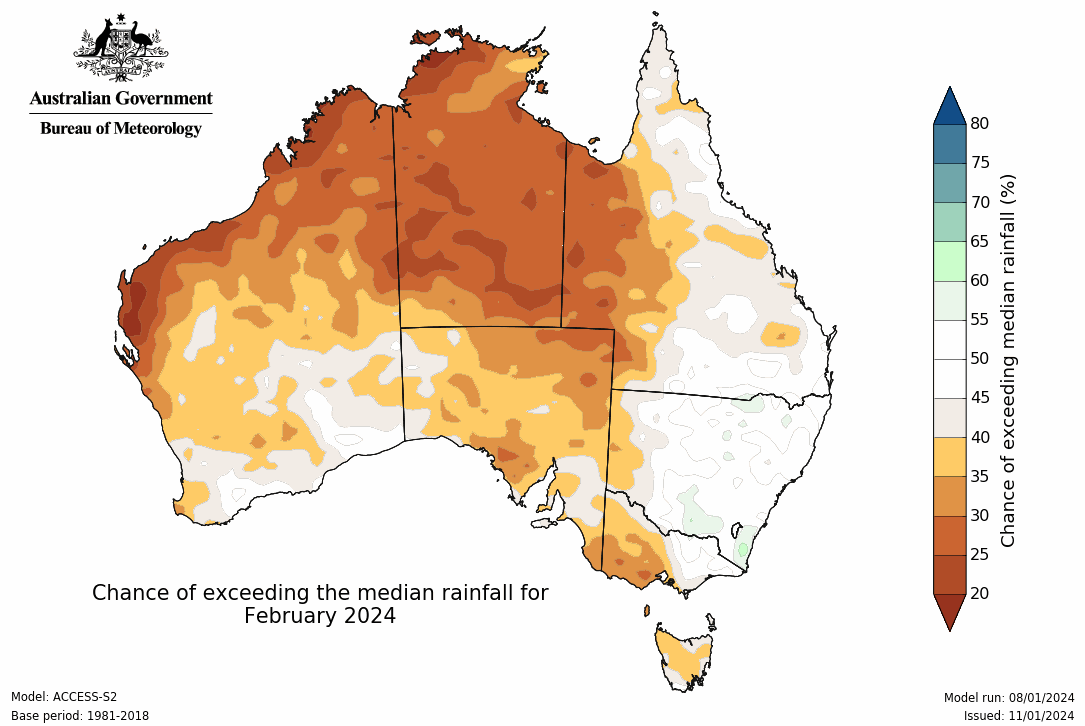 Australian Government
Bureau of Meteorology
80
75
70
65
60
55
50
45
40
35
30
25
20
Chance of exceeding median rainfall (%)
Chance of exceeding the median rainfall for
February 2024
Model: ACCESS-S2
Base period: 1981-2018
Model run: 08/01/2024
Issued: 11/01/2024